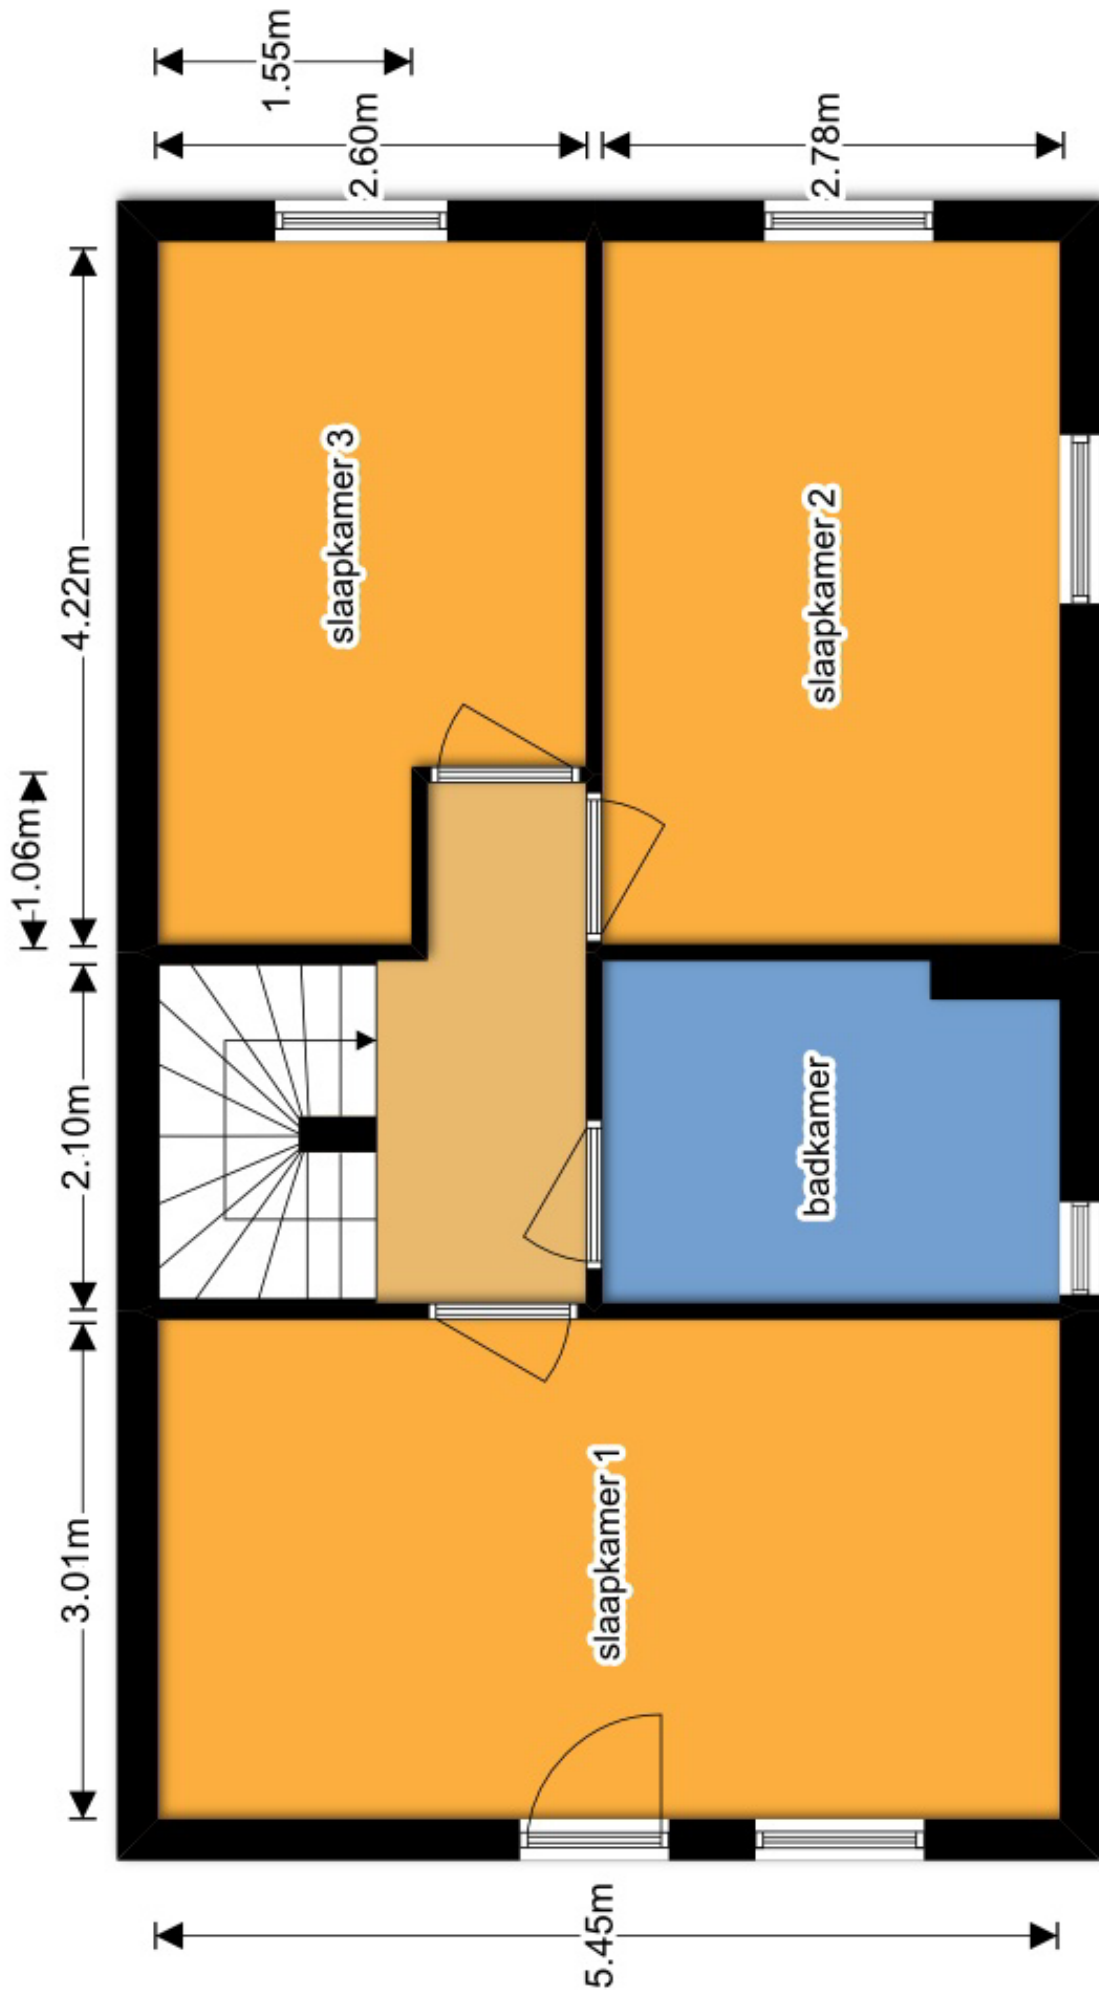 1.55m
2.60m
2.78m
4.22m
1.06m
slaapkamer 3
slaapkamer 2
2.10m
badkamer
3.01m
slaapkamer 1
5.45m